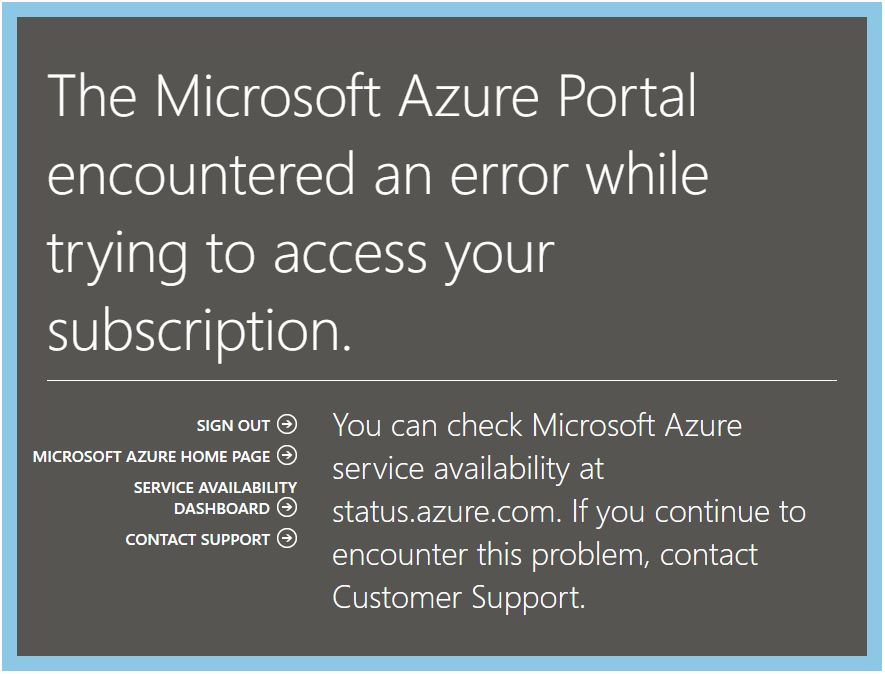 The Microsoft Azure Portal
encountered an error while
trying to access your
subscription.
SIGN OUT
MICROSOFT AZURE HOME PAGE
SERVICE AVAILABILITY
DASHBOARD
CONTACT SUPPORT
You can check Microsoft Azure
service availability at
status.azure.com. If you continue to
encounter this problem, contact
Customer Support.